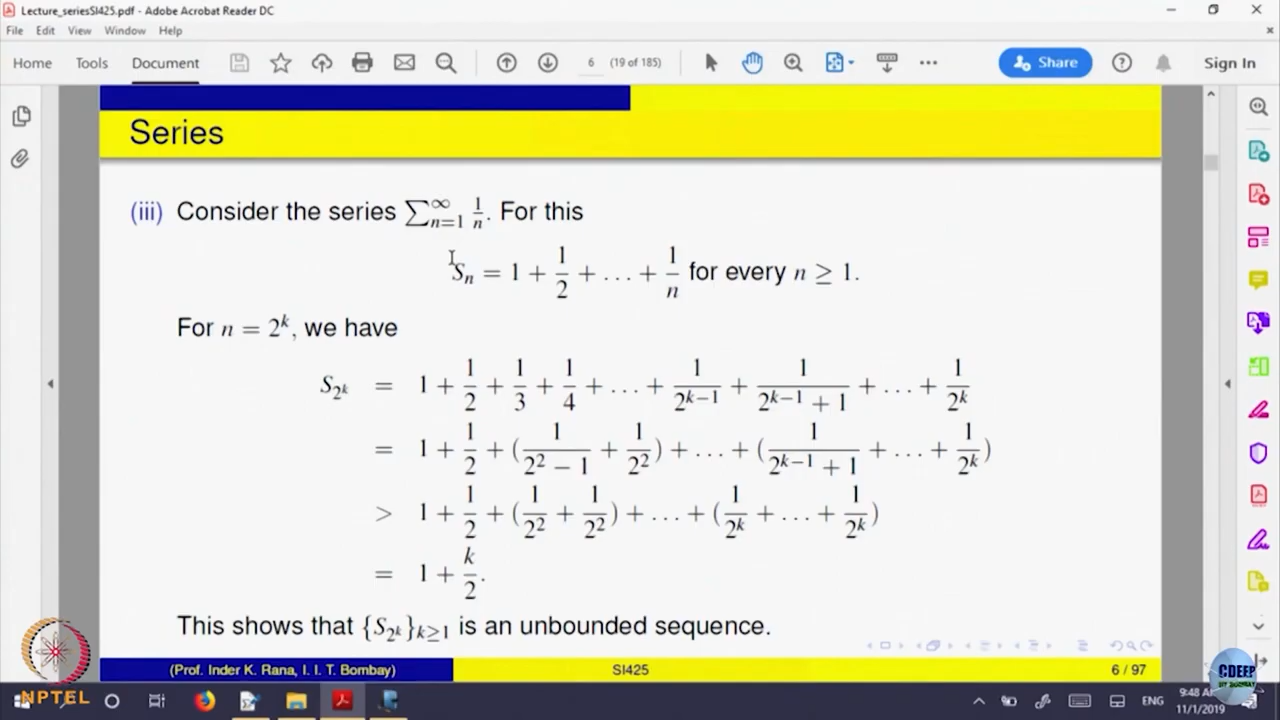 Lecture_seriesSI425.pdf - Adobe Acrobat Reader DC
File Edit View Window Help
Home Tools Document 6 (19 of 185) Share Sign In
Series
(iii) Consider the series ∑_{n=1}^{∞} 1/n. For this
S_n = 1 + 1/2 + … + 1/n for every n ≥ 1.
For n = 2^k, we have
S_{2^k} = 1 + 1/2 + 1/3 + 1/4 + … + 1/2^{k−1} + 1/(2^{k−1} + 1) + … + 1/2^k
= 1 + 1/2 + (1/(2^2 − 1) + 1/2^2) + … + (1/(2^{k−1} + 1) + … + 1/2^k)
> 1 + 1/2 + (1/2^2 + 1/2^2) + … + (1/2^k + … + 1/2^k)
= 1 + k/2.
This shows that {S_{2^k}}_{k≥1} is an unbounded sequence.
(Prof. Inder K. Rana, I. I. T. Bombay) SI425 6 / 97
NPTEL
CDEEP
IIT BOMBAY
ENG
9:48 A
11/1/2019